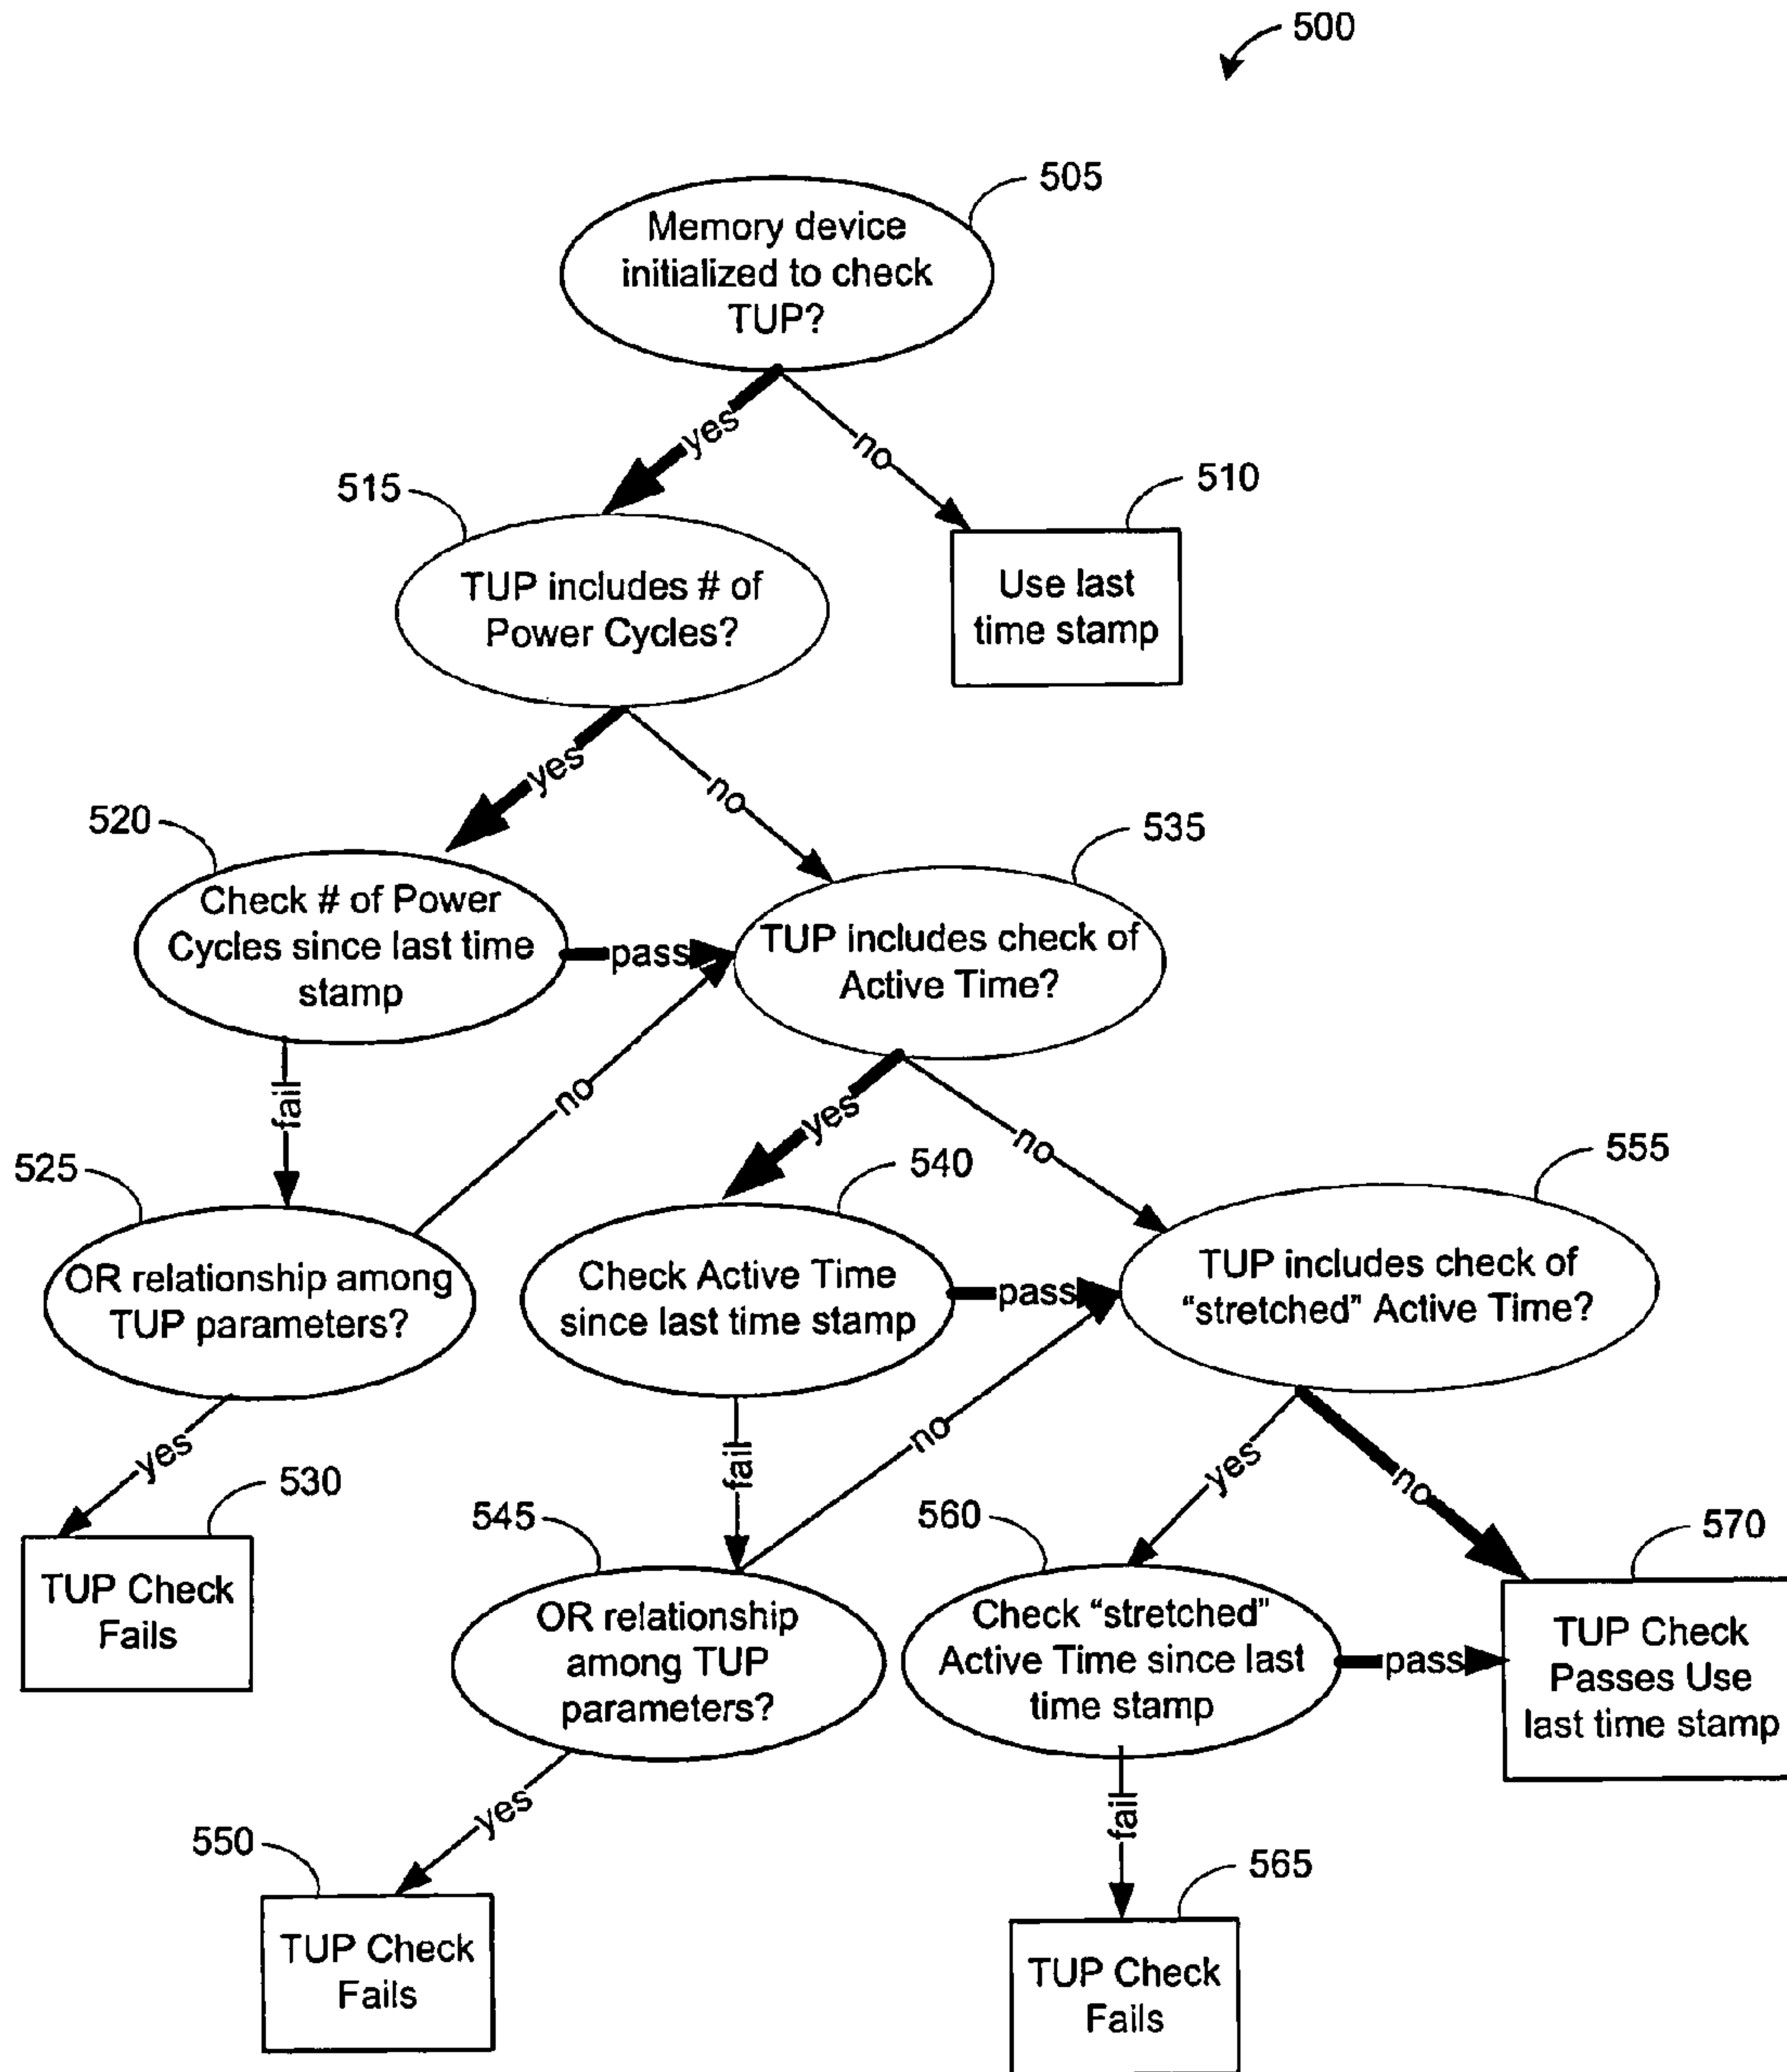 500
505
Memory device
initialized to check
TUP?
yes
no
515
510
TUP includes # of
Power Cycles?
Use last
time stamp
yes
no
520
535
Check # of Power
Cycles since last time
stamp
pass
TUP includes check of
Active Time?
fail
no
yes
no
525
540
555
OR relationship among
TUP parameters?
Check Active Time
since last time stamp
pass
TUP includes check of
"stretched" Active Time?
yes
fail
no
yes
no
530
545
560
570
TUP Check
Fails
OR relationship
among TUP
parameters?
Check "stretched"
Active Time since last
time stamp
pass
TUP Check
Passes Use
last time stamp
yes
fail
550
565
TUP Check
Fails
TUP Check
Fails